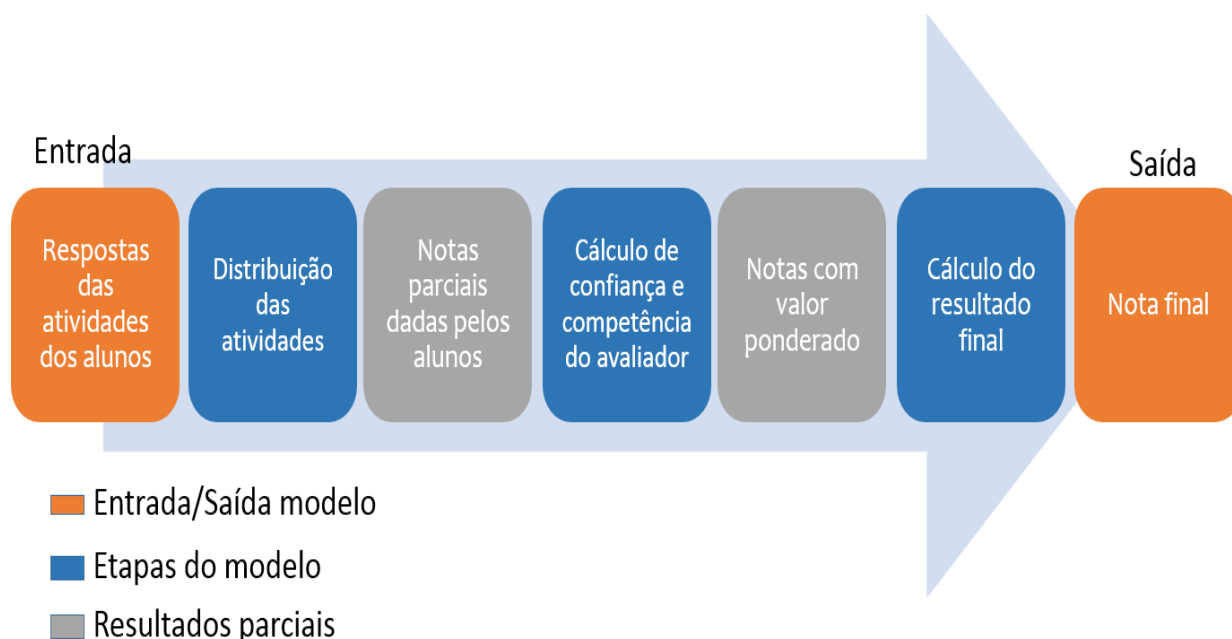 Entrada
Saída
Respostas
das
atividades
dos alunos
Distribuição
das
atividades
Notas
parciais
dadas pelos
alunos
Cálculo de
confiança e
competência
do avaliador
Notas com
valor
ponderado
Cálculo do
resultado
final
Nota final
Entrada/Saída modelo
Etapas do modelo
Resultados parciais